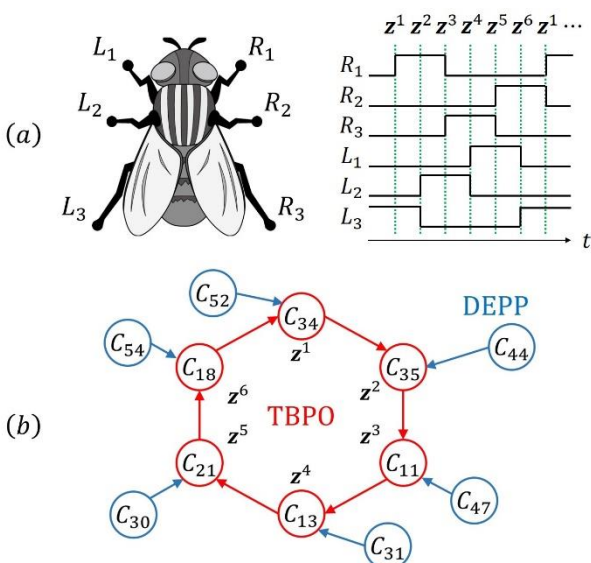 (a)
L₁
R₁
L₂
R₂
L₃
R₃
z¹ z² z³ z⁴ z⁵ z⁶ z¹ …
R₁
R₂
R₃
L₁
L₂
L₃
t
(b)
C₅₂
C₃₄
z¹
DEPP
C₄₄
C₅₄
C₁₈
C₃₅
z⁶
z²
TBPO
z⁵
z³
C₂₁
C₁₁
z⁴
C₃₀
C₁₃
C₄₇
C₃₁